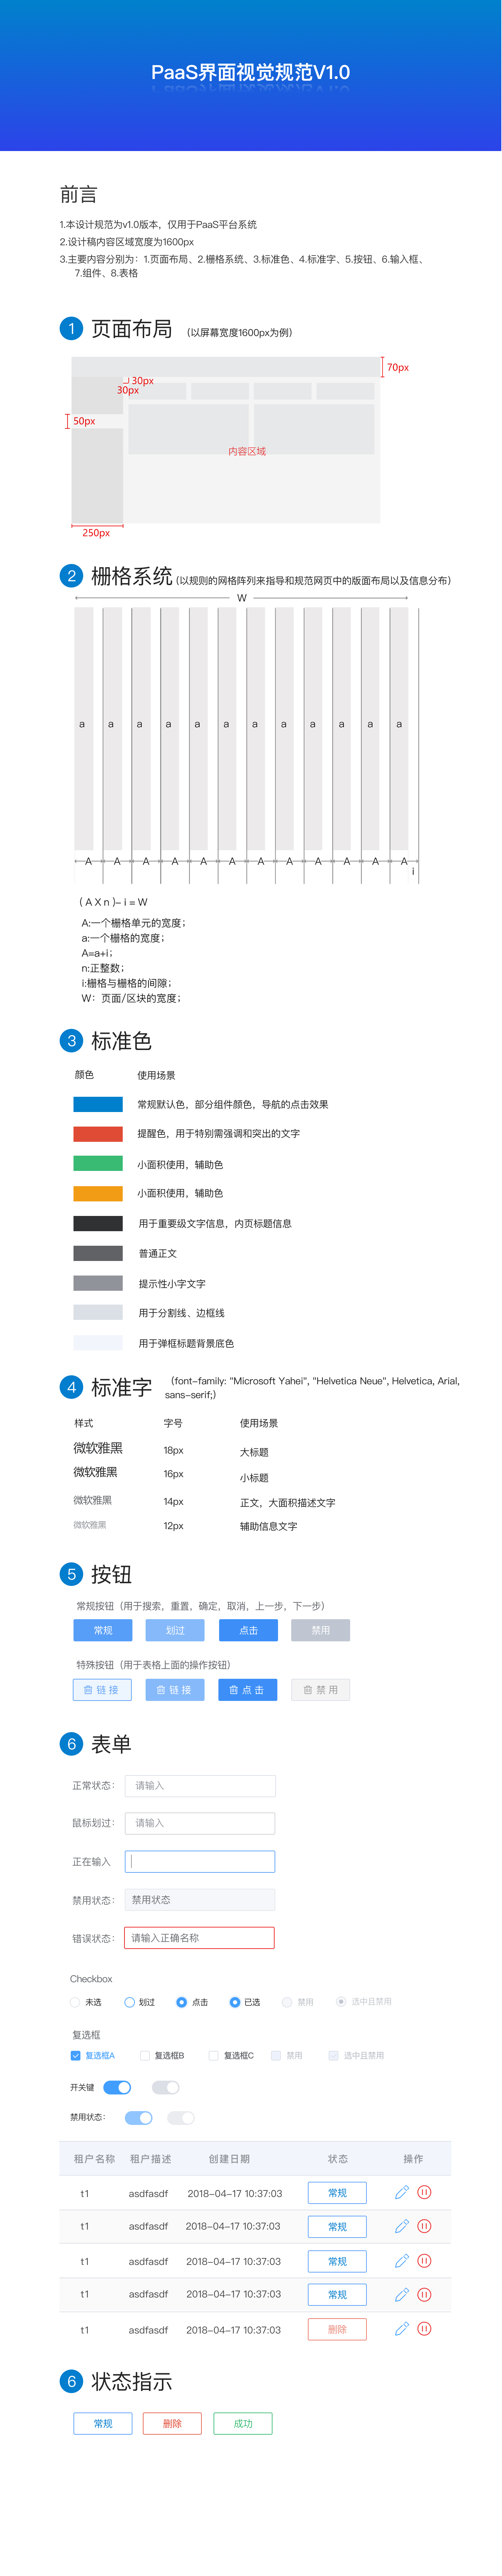 PaaS界面视觉规范V1.0
前言
1.本设计规范为v1.0版本，仅用于PaaS平台系统
2.设计稿内容区域宽度为1600px
3.主要内容分别为：1.页面布局、2.栅格系统、3.标准色、4.标准字、5.按钮、6.输入框、
7.组件、8.表格
1 页面布局 （以屏幕宽度1600px为例）
70px
30px
30px
50px
内容区域
250px
2 栅格系统 (以规则的网格阵列来指导和规范网页中的版面布局以及信息分布)
W
a a a a a a a a a a a a
A A A A A A A A A A A A
i
( A X n )– i = W
A:一个栅格单元的宽度；
a:一个栅格的宽度；
A=a+i；
n:正整数；
i:栅格与栅格的间隙；
W：页面/区块的宽度；
3 标准色
颜色 使用场景
常规默认色，部分组件颜色，导航的点击效果
提醒色，用于特别需强调和突出的文字
小面积使用，辅助色
小面积使用，辅助色
用于重要级文字信息，内页标题信息
普通正文
提示性小字文字
用于分割线、边框线
用于弹框标题背景底色
4 标准字 （font-family: "Microsoft Yahei", "Helvetica Neue", Helvetica, Arial,
sans-serif;）
样式 字号 使用场景
微软雅黑 18px 大标题
微软雅黑 16px 小标题
微软雅黑 14px 正文，大面积描述文字
微软雅黑 12px 辅助信息文字
5 按钮
常规按钮（用于搜索，重置，确定，取消，上一步，下一步）
常规 划过 点击 禁用
特殊按钮（用于表格上面的操作按钮）
链 接 链 接 点 击 禁 用
6 表单
正常状态： 请输入
鼠标划过： 请输入
正在输入
禁用状态： 禁用状态
错误状态： 请输入正确名称
Checkbox
未选 划过 点击 已选 禁用 选中且禁用
复选框
复选框A 复选框B 复选框C 禁用 选中且禁用
开关键
禁用状态：
租户名称 租户描述 创建日期 状态 操作
t1 asdfasdf 2018-04-17 10:37:03 常规
t1 asdfasdf 2018-04-17 10:37:03 常规
t1 asdfasdf 2018-04-17 10:37:03 常规
t1 asdfasdf 2018-04-17 10:37:03 常规
t1 asdfasdf 2018-04-17 10:37:03 删除
6 状态指示
常规 删除 成功